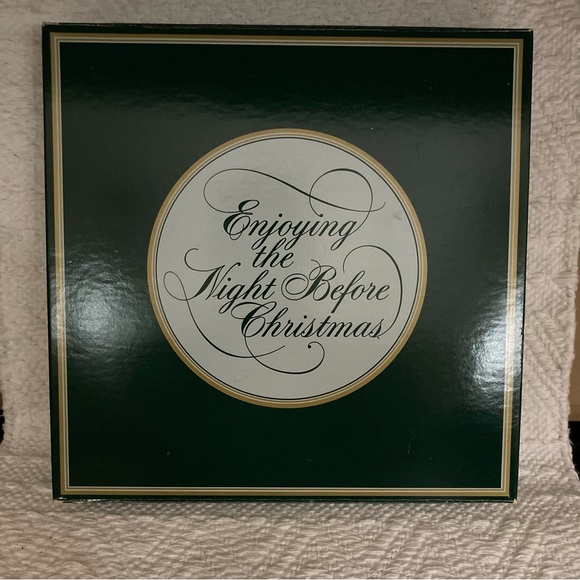 Enjoying
the
Night Before
Christmas